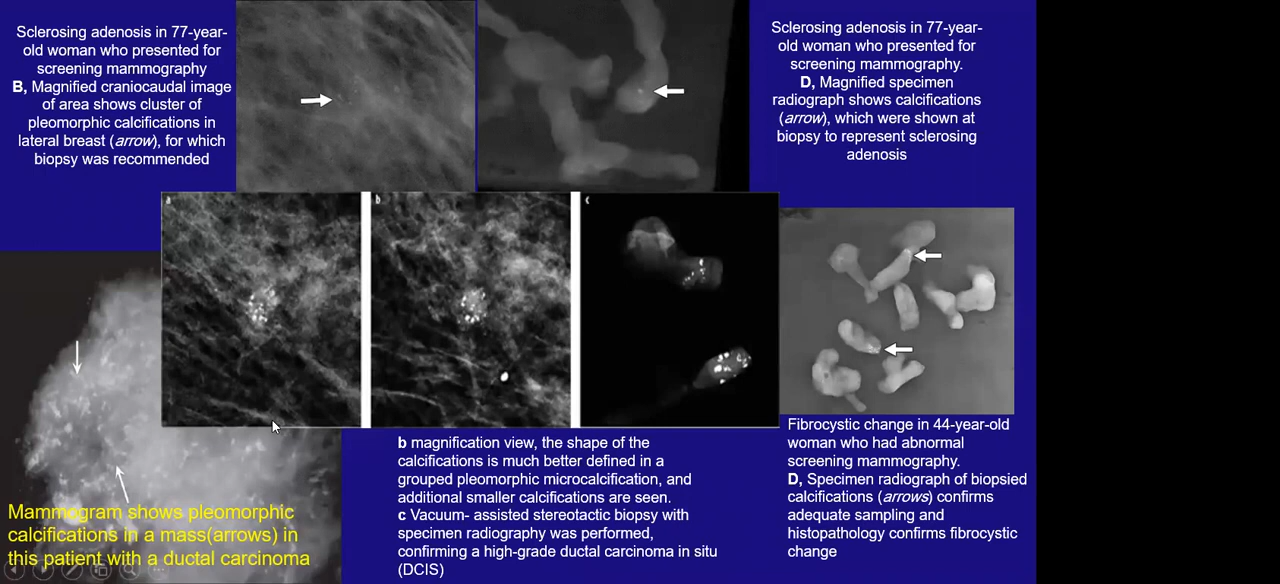 Sclerosing adenosis in 77-year-
old woman who presented for
screening mammography
B, Magnified craniocaudal image
of area shows cluster of
pleomorphic calcifications in
lateral breast (arrow), for which
biopsy was recommended
Sclerosing adenosis in 77-year-
old woman who presented for
screening mammography.
D, Magnified specimen
radiograph shows calcifications
(arrow), which were shown at
biopsy to represent sclerosing
adenosis
a
b
c
Mammogram shows pleomorphic
calcifications in a mass(arrows) in
this patient with a ductal carcinoma
b magnification view, the shape of the
calcifications is much better defined in a
grouped pleomorphic microcalcification, and
additional smaller calcifications are seen.
c Vacuum- assisted stereotactic biopsy with
specimen radiography was performed,
confirming a high-grade ductal carcinoma in situ
(DCIS)
Fibrocystic change in 44-year-old
woman who had abnormal
screening mammography.
D, Specimen radiograph of biopsied
calcifications (arrows) confirms
adequate sampling and
histopathology confirms fibrocystic
change